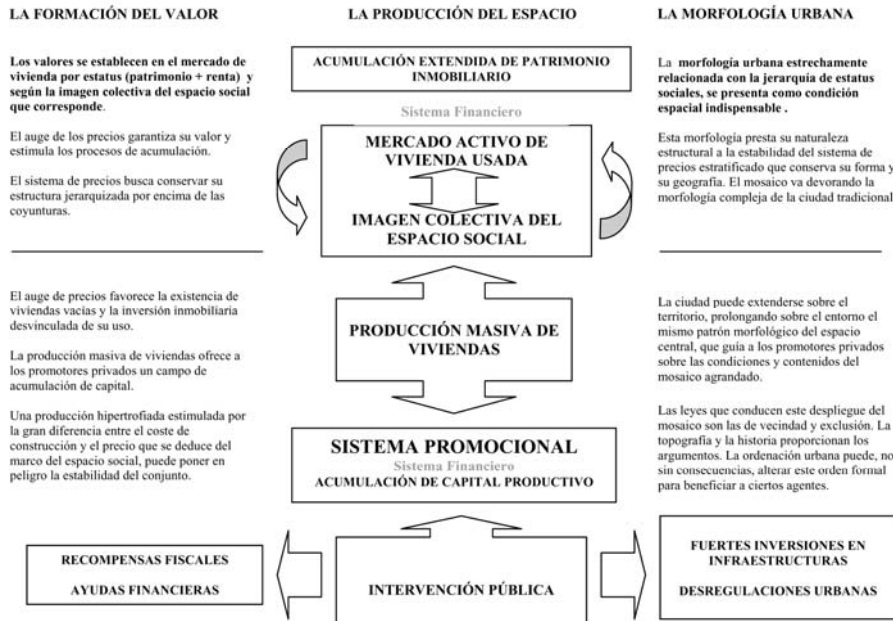 LA FORMACIÓN DEL VALOR
Los valores se establecen en el mercado de
vivienda por estatus (patrimonio + renta) y
según la imagen colectiva del espacio social
que corresponde.
El auge de los precios garantiza su valor y
estimula los procesos de acumulación.
El sistema de precios busca conservar su
estructura jerarquizada por encima de las
coyunturas.
El auge de precios favorece la existencia de
viviendas vacías y la inversión inmobiliaria
desvinculada de su uso.
La producción masiva de viviendas ofrece a
los promotores privados un campo de
acumulación de capital.
Una producción hipertrofiada estimulada por
la gran diferencia entre el coste de
construcción y el precio que se deduce del
marco del espacio social, puede poner en
peligro la estabilidad del conjunto.
RECOMPENSAS FISCALES
AYUDAS FINANCIERAS
LA PRODUCCIÓN DEL ESPACIO
ACUMULACIÓN EXTENDIDA DE PATRIMONIO
INMOBILIARIO
Sistema Financiero
MERCADO ACTIVO DE
VIVIENDA USADA
IMAGEN COLECTIVA DEL
ESPACIO SOCIAL
PRODUCCIÓN MASIVA DE
VIVIENDAS
SISTEMA PROMOCIONAL
Sistema Financiero
ACUMULACIÓN DE CAPITAL PRODUCTIVO
INTERVENCIÓN PÚBLICA
LA MORFOLOGÍA URBANA
La morfología urbana estrechamente
relacionada con la jerarquía de estatus
sociales, se presenta como condición
espacial indispensable .
Esta morfología presta su naturaleza
estructural a la estabilidad del sistema de
precios estratificado que conserva su forma y
su geografía. El mosaico va devorando la
morfología compleja de la ciudad tradicional
La ciudad puede extenderse sobre el
territorio, prolongando sobre el entorno el
mismo patrón morfológico del espacio
central, que guía a los promotores privados
sobre las condiciones y contenidos del
mosaico agrandado.
Las leyes que conducen este despliegue del
mosaico son las de vecindad y exclusión. La
topografía y la historia proporcionan los
argumentos. La ordenación urbana puede, no
sin consecuencias, alterar este orden formal
para beneficiar a ciertos agentes.
FUERTES INVERSIONES EN
INFRAESTRUCTURAS
DESREGULACIONES URBANAS